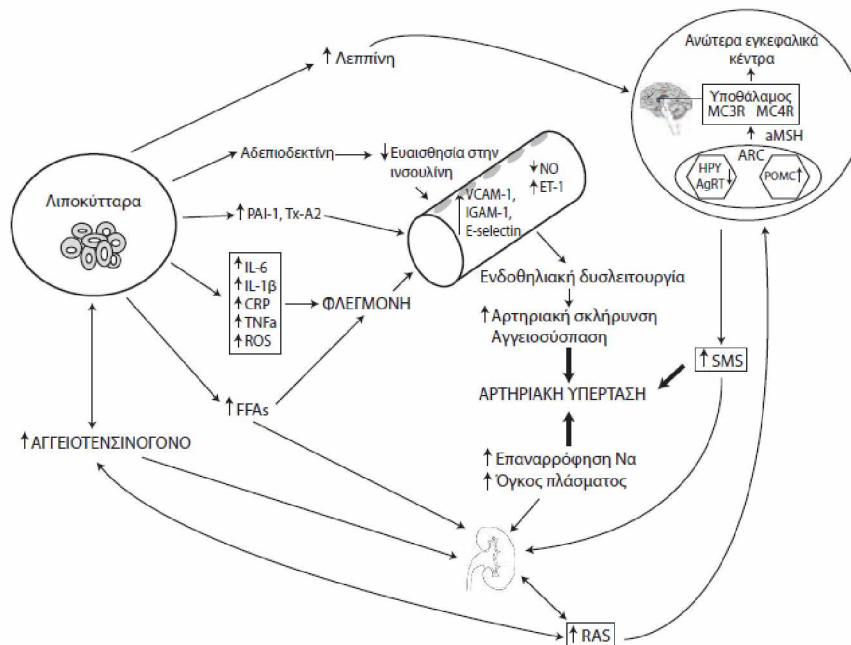 Ανώτερα εγκεφαλικά
κέντρα
↑ Λεππίνη
Υποθάλαμος
MC3R MC4R
↑ aMSH
ARC
HPY
AgRT ↓
POMC ↑
Λιποκύτταρα
Αδεπιοδεκτίνη
↓ Ευαισθησία στην
ινσουλίνη
↓ NO
↑ ET-1
↑ VCAM-1,
IGAM-1,
E-selectin
↑ PAI-1, Tx-A2
↑ IL-6
↑ IL-1β
↑ CRP
↑ TNFa
↑ ROS
ΦΛΕΓΜΟΝΗ
Ενδοθηλιακή δυσλειτουργία
↑ Αρτηριακή σκλήρυνση
Αγγειοσύσπαση
↑ SMS
ΑΡΤΗΡΙΑΚΗ ΥΠΕΡΤΑΣΗ
↑ FFAs
↑ ΑΓΓΕΙΟΤΕΝΣΙΝΟΓΟΝΟ
↑ Επαναρρόφηση Na
↑ Όγκος πλάσματος
↑ RAS